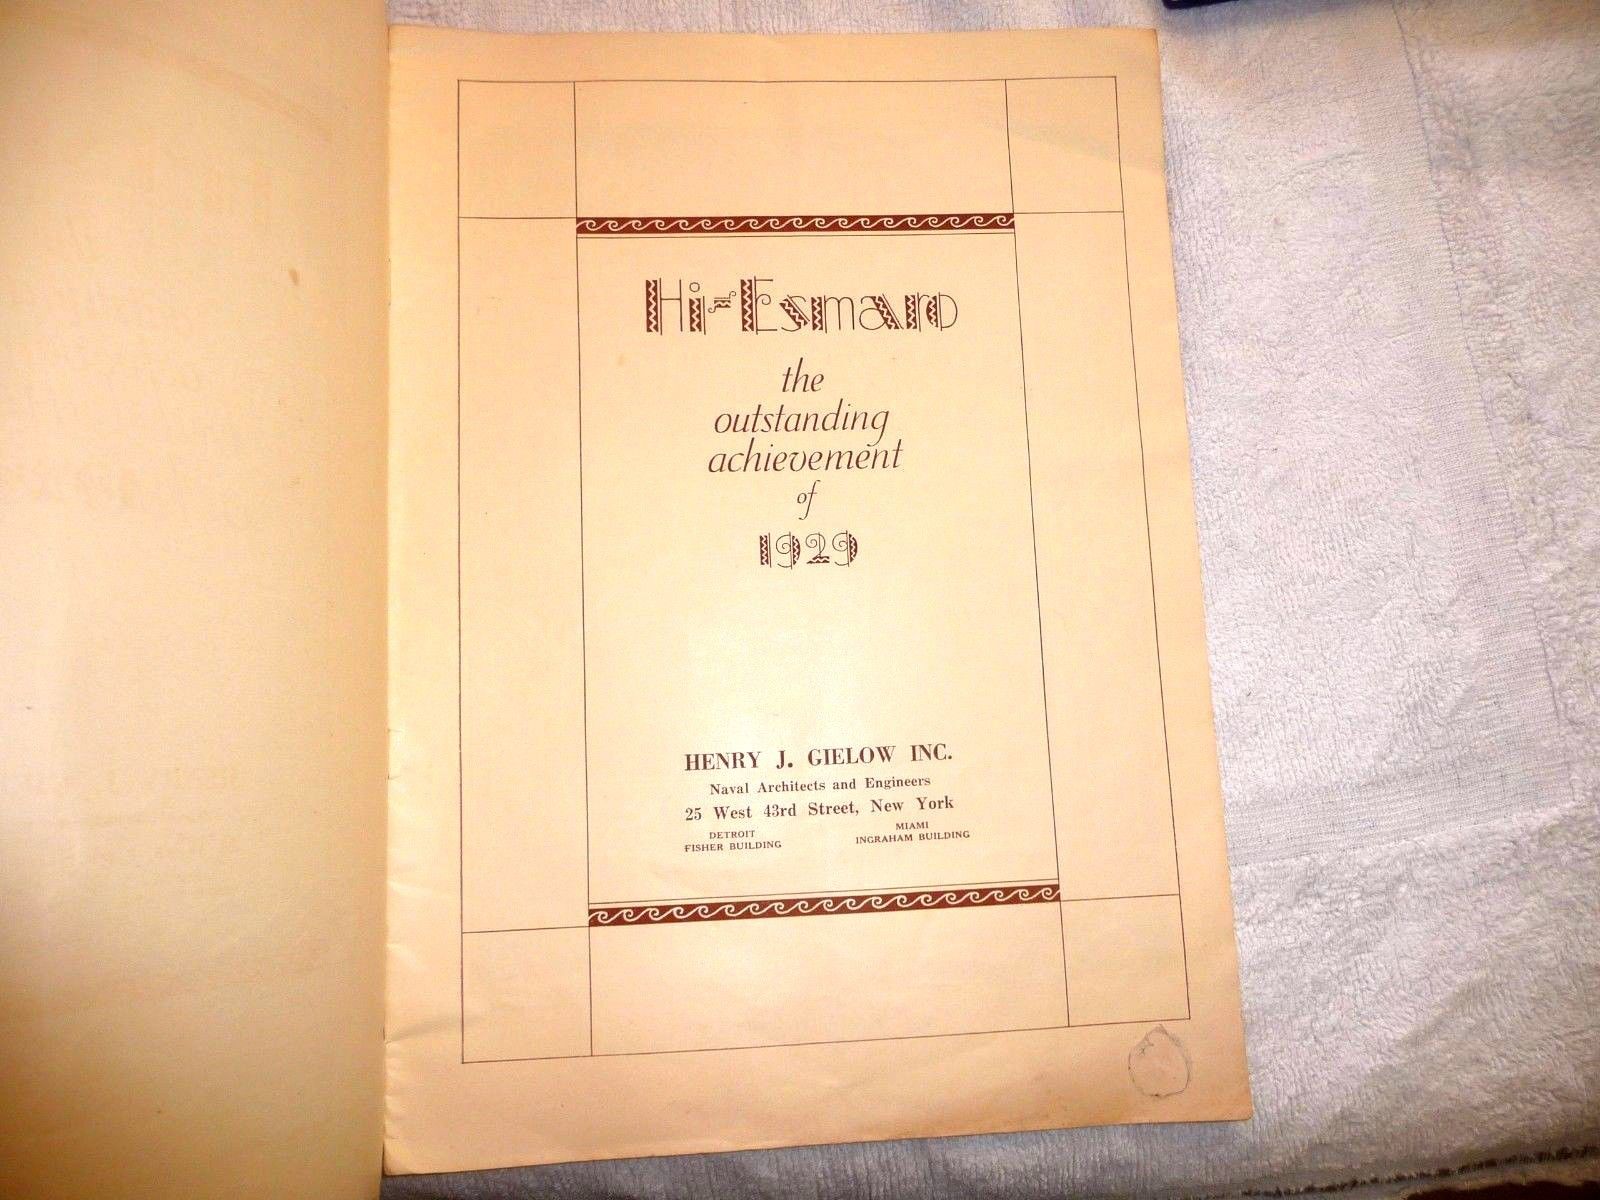 Hi-Esmaro
the
outstanding
achievement
of
1929
HENRY J. GIELOW INC.
Naval Architects and Engineers
25 West 43rd Street, New York
DETROIT
FISHER BUILDING
MIAMI
INGRAHAM BUILDING